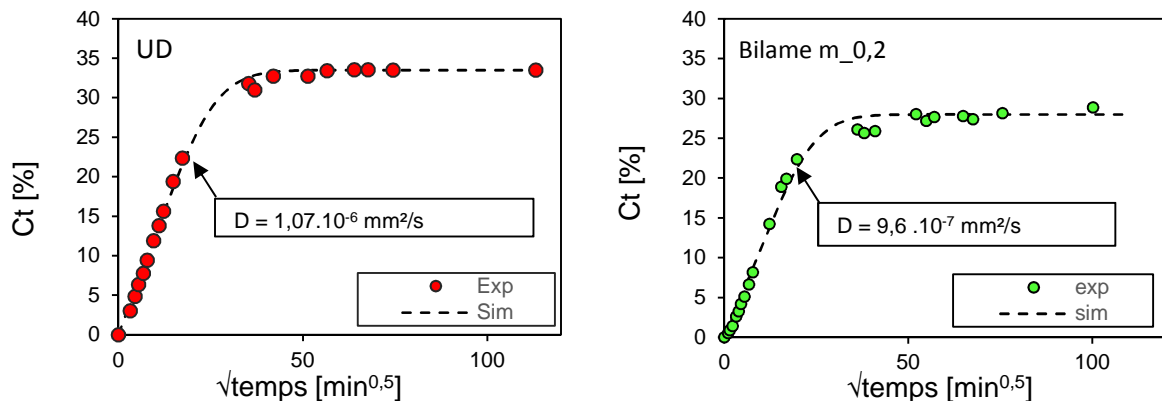 UD
Ct [%]
40
35
30
25
20
15
10
5
0
D = 1,07.10⁻⁶ mm²/s
Exp
Sim
0
50
100
√temps [min⁰,⁵]
Bilame m_0,2
Ct [%]
40
35
30
25
20
15
10
5
0
D = 9,6 .10⁻⁷ mm²/s
exp
sim
0
50
100
√temps [min⁰,⁵]